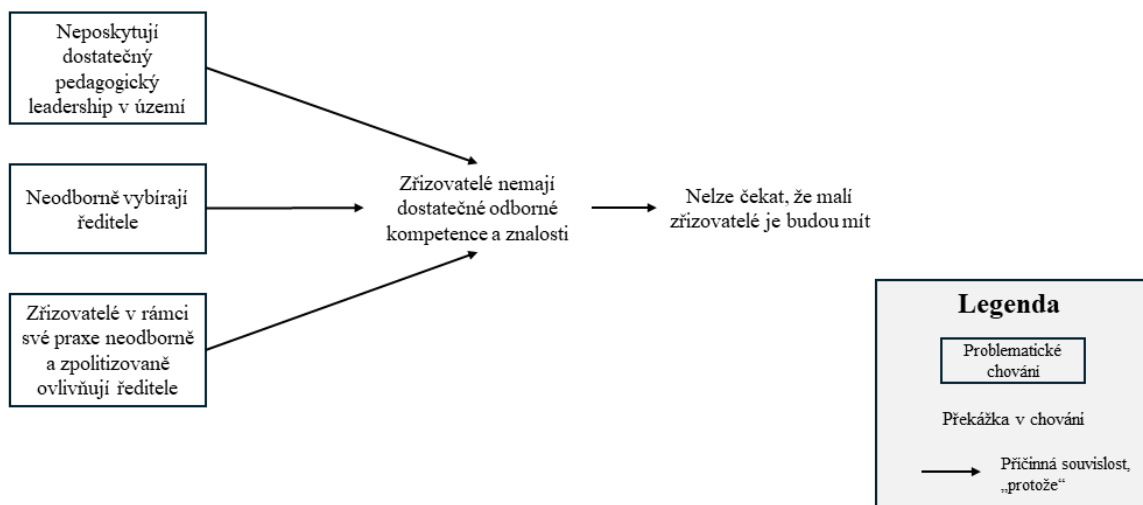 Neposkytují
dostatečný
pedagogický
leadership v území
Neodborně vybírají
ředitele
Zřizovatelé v rámci
své praxe neodborně
a zpolitizovaně
ovlivňují ředitele
Zřizovatelé nemají
dostatečné odborné
kompetence a znalosti
Nelze čekat, že malí
zřizovatelé je budou mít
Legenda
Problematické
chování
Překážka v chování
Příčinná souvislost,
„protože“